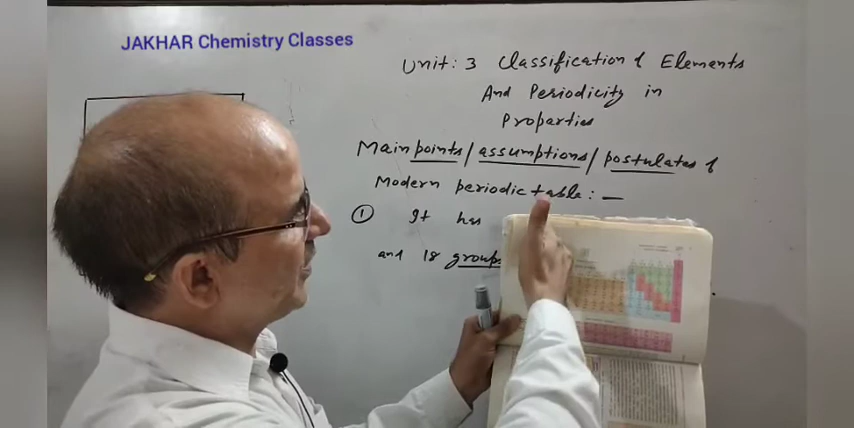 JAKHAR Chemistry Classes
Unit: 3 Classification of Elements
And Periodicity in
Properties
Main points / assumptions / postulates of
Modern periodic table: —
① It has
and 18 groups